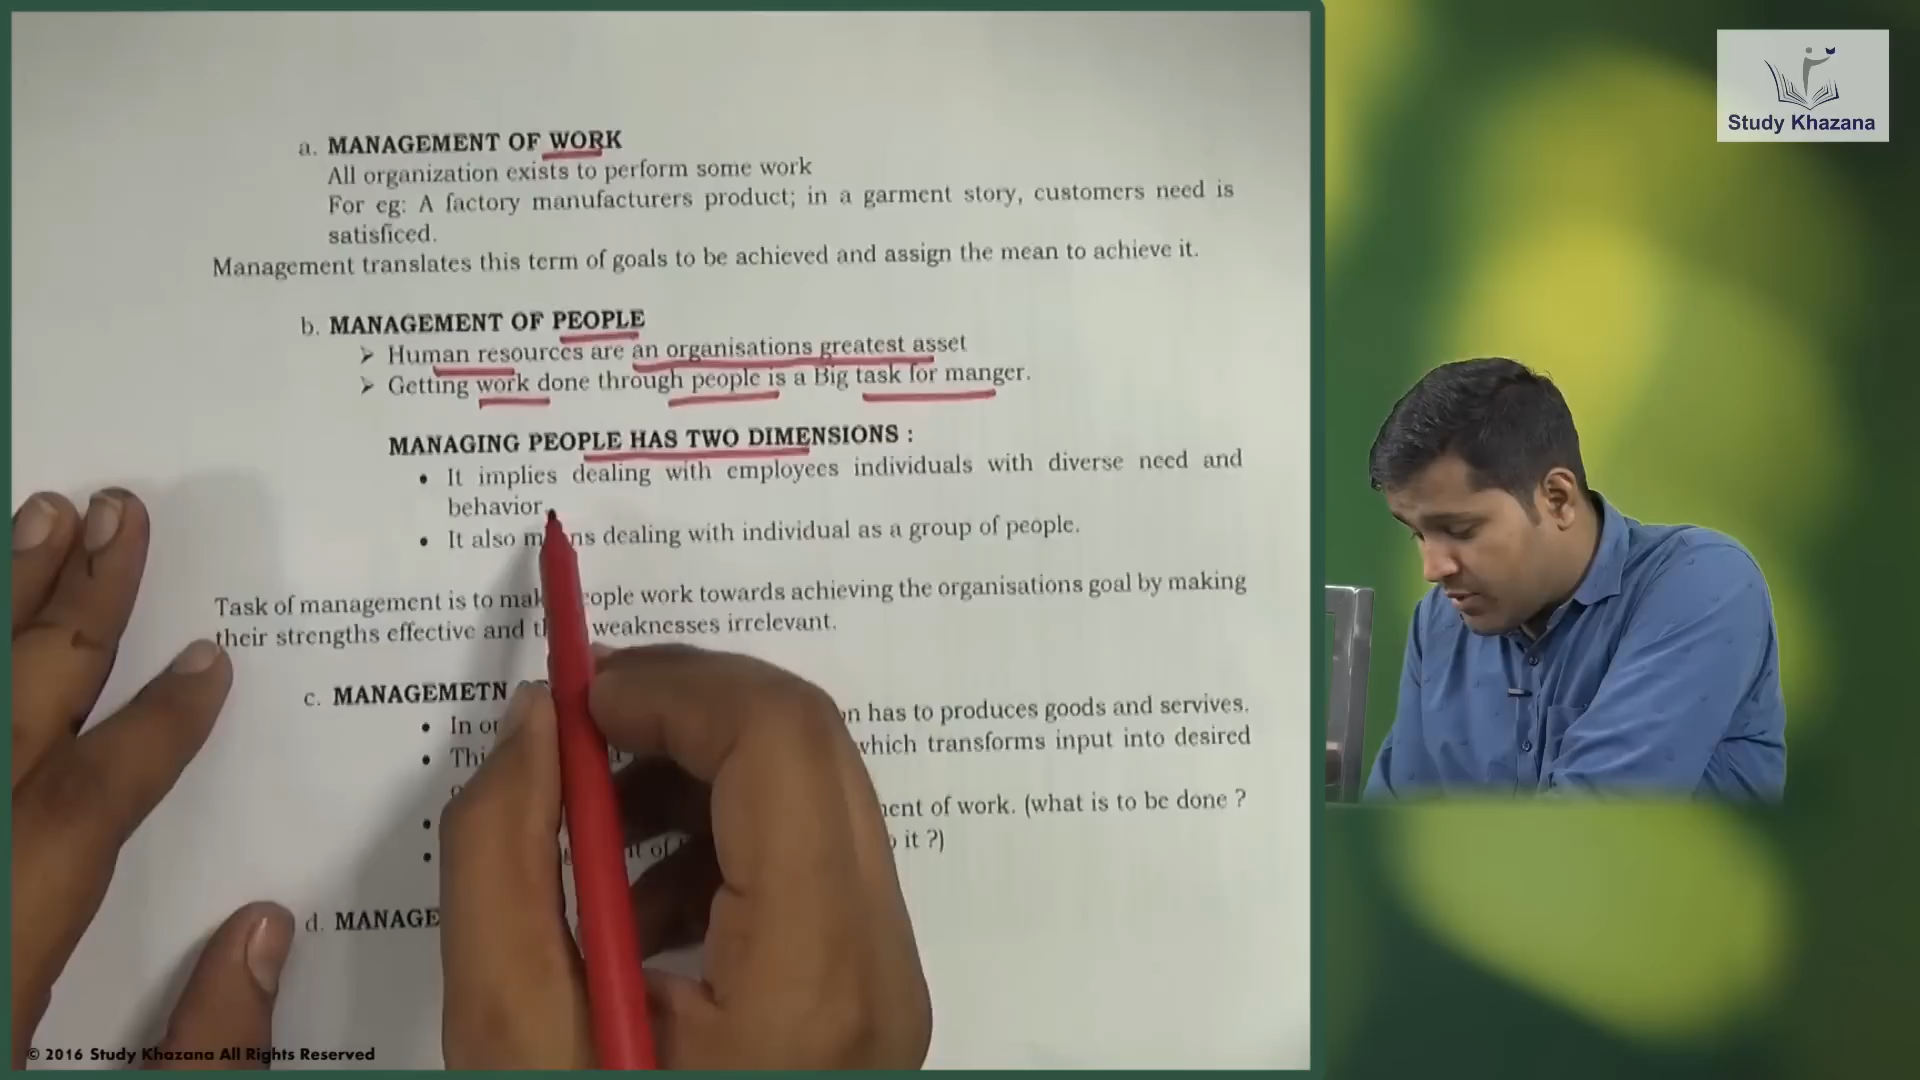 a. MANAGEMENT OF WORK
All organization exists to perform some work
For eg: A factory manufacturers product; in a garment story, customers need is
satisficed.
Management translates this term of goals to be achieved and assign the mean to achieve it.
b. MANAGEMENT OF PEOPLE
➢ Human resources are an organisations greatest asset
➢ Getting work done through people is a Big task for manger.
MANAGING PEOPLE HAS TWO DIMENSIONS :
• It implies dealing with employees individuals with diverse need and
behavior.
• It also means dealing with individual as a group of people.
Task of management is to make people work towards achieving the organisations goal by making
their strengths effective and weaknesses irrelevant.
c. MANAGEMETN
• In has to produces goods and servives.
• which transforms input into desired
• of work. (what is to be done ?
• of it ?)
d.
Study Khazana
© 2016 Study Khazana All Rights Reserved